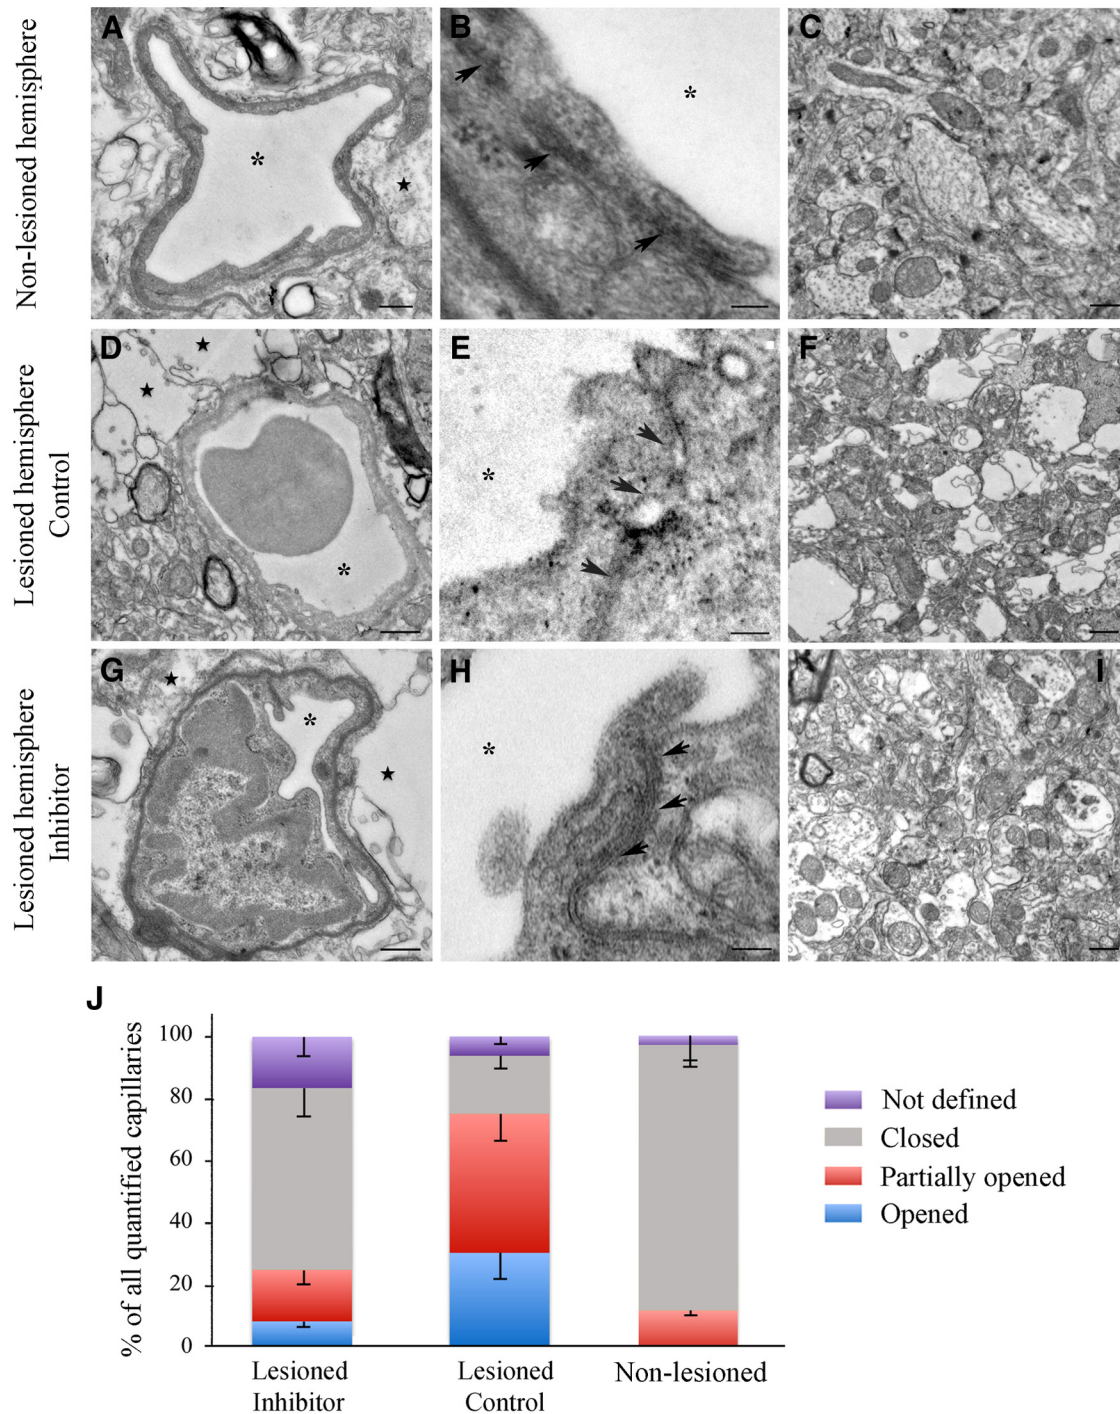 Non-lesioned hemisphere
A
B
C
Lesioned hemisphere
Control
D
E
F
Lesioned hemisphere
Inhibitor
G
H
I
J
% of all quantified capillaries
100
80
60
40
20
0
Lesioned
Inhibitor
Lesioned
Control
Non-lesioned
Not defined
Closed
Partially opened
Opened